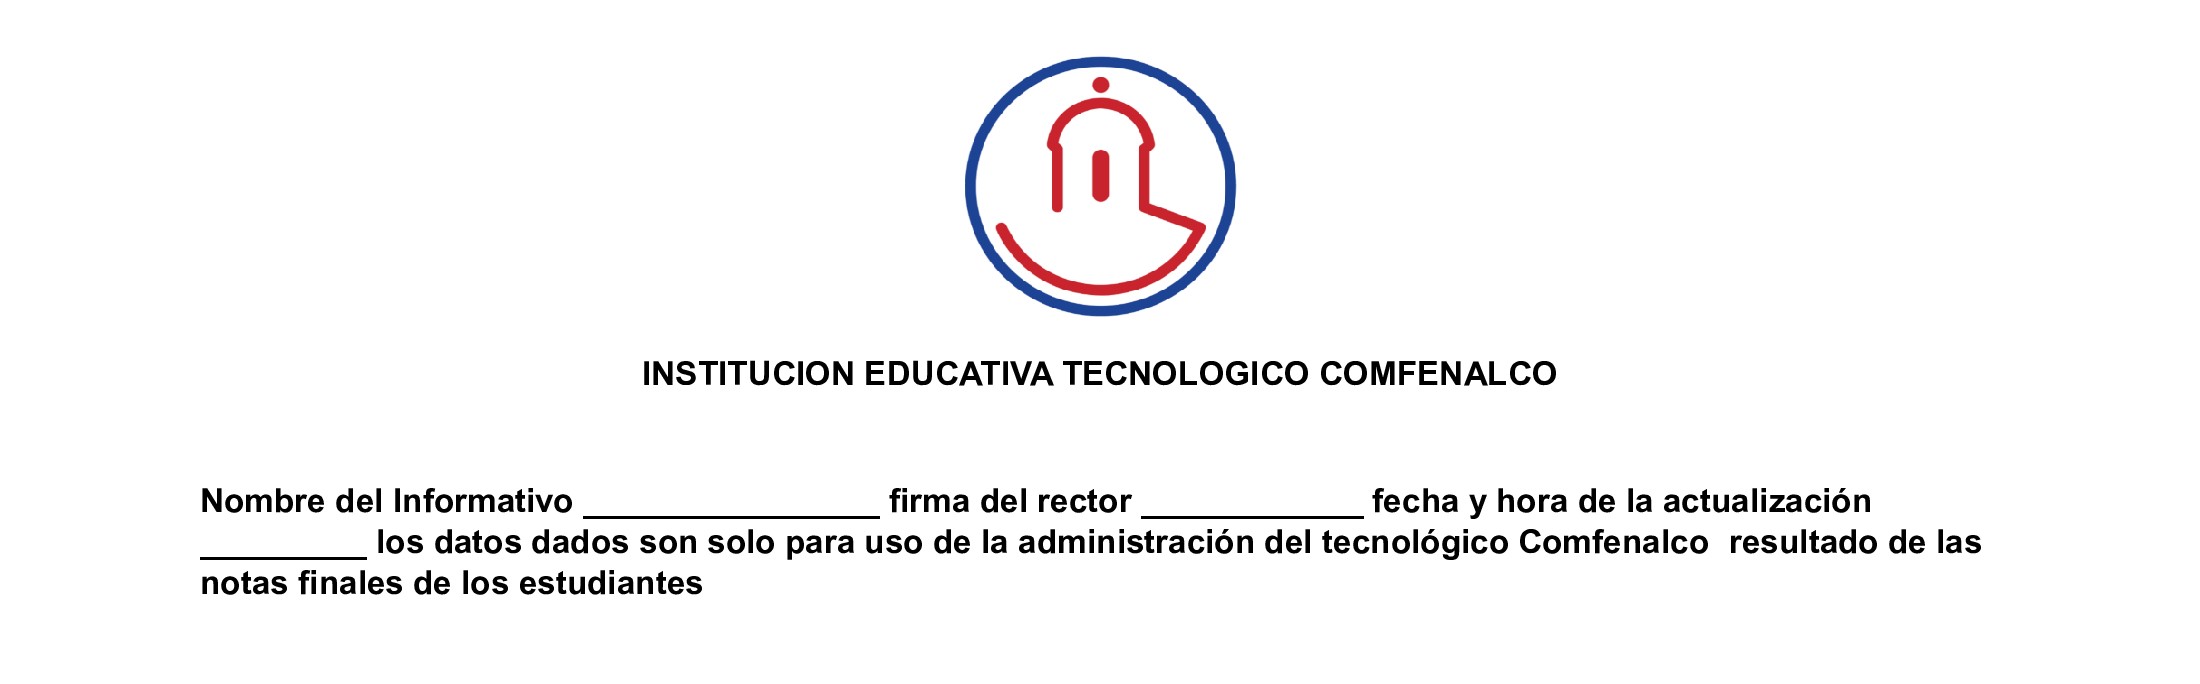 INSTITUCION EDUCATIVA TECNOLOGICO COMFENALCO
Nombre del Informativo ________________ firma del rector ____________ fecha y hora de la actualización
_________ los datos dados son solo para uso de la administración del tecnológico Comfenalco  resultado de las
notas finales de los estudiantes